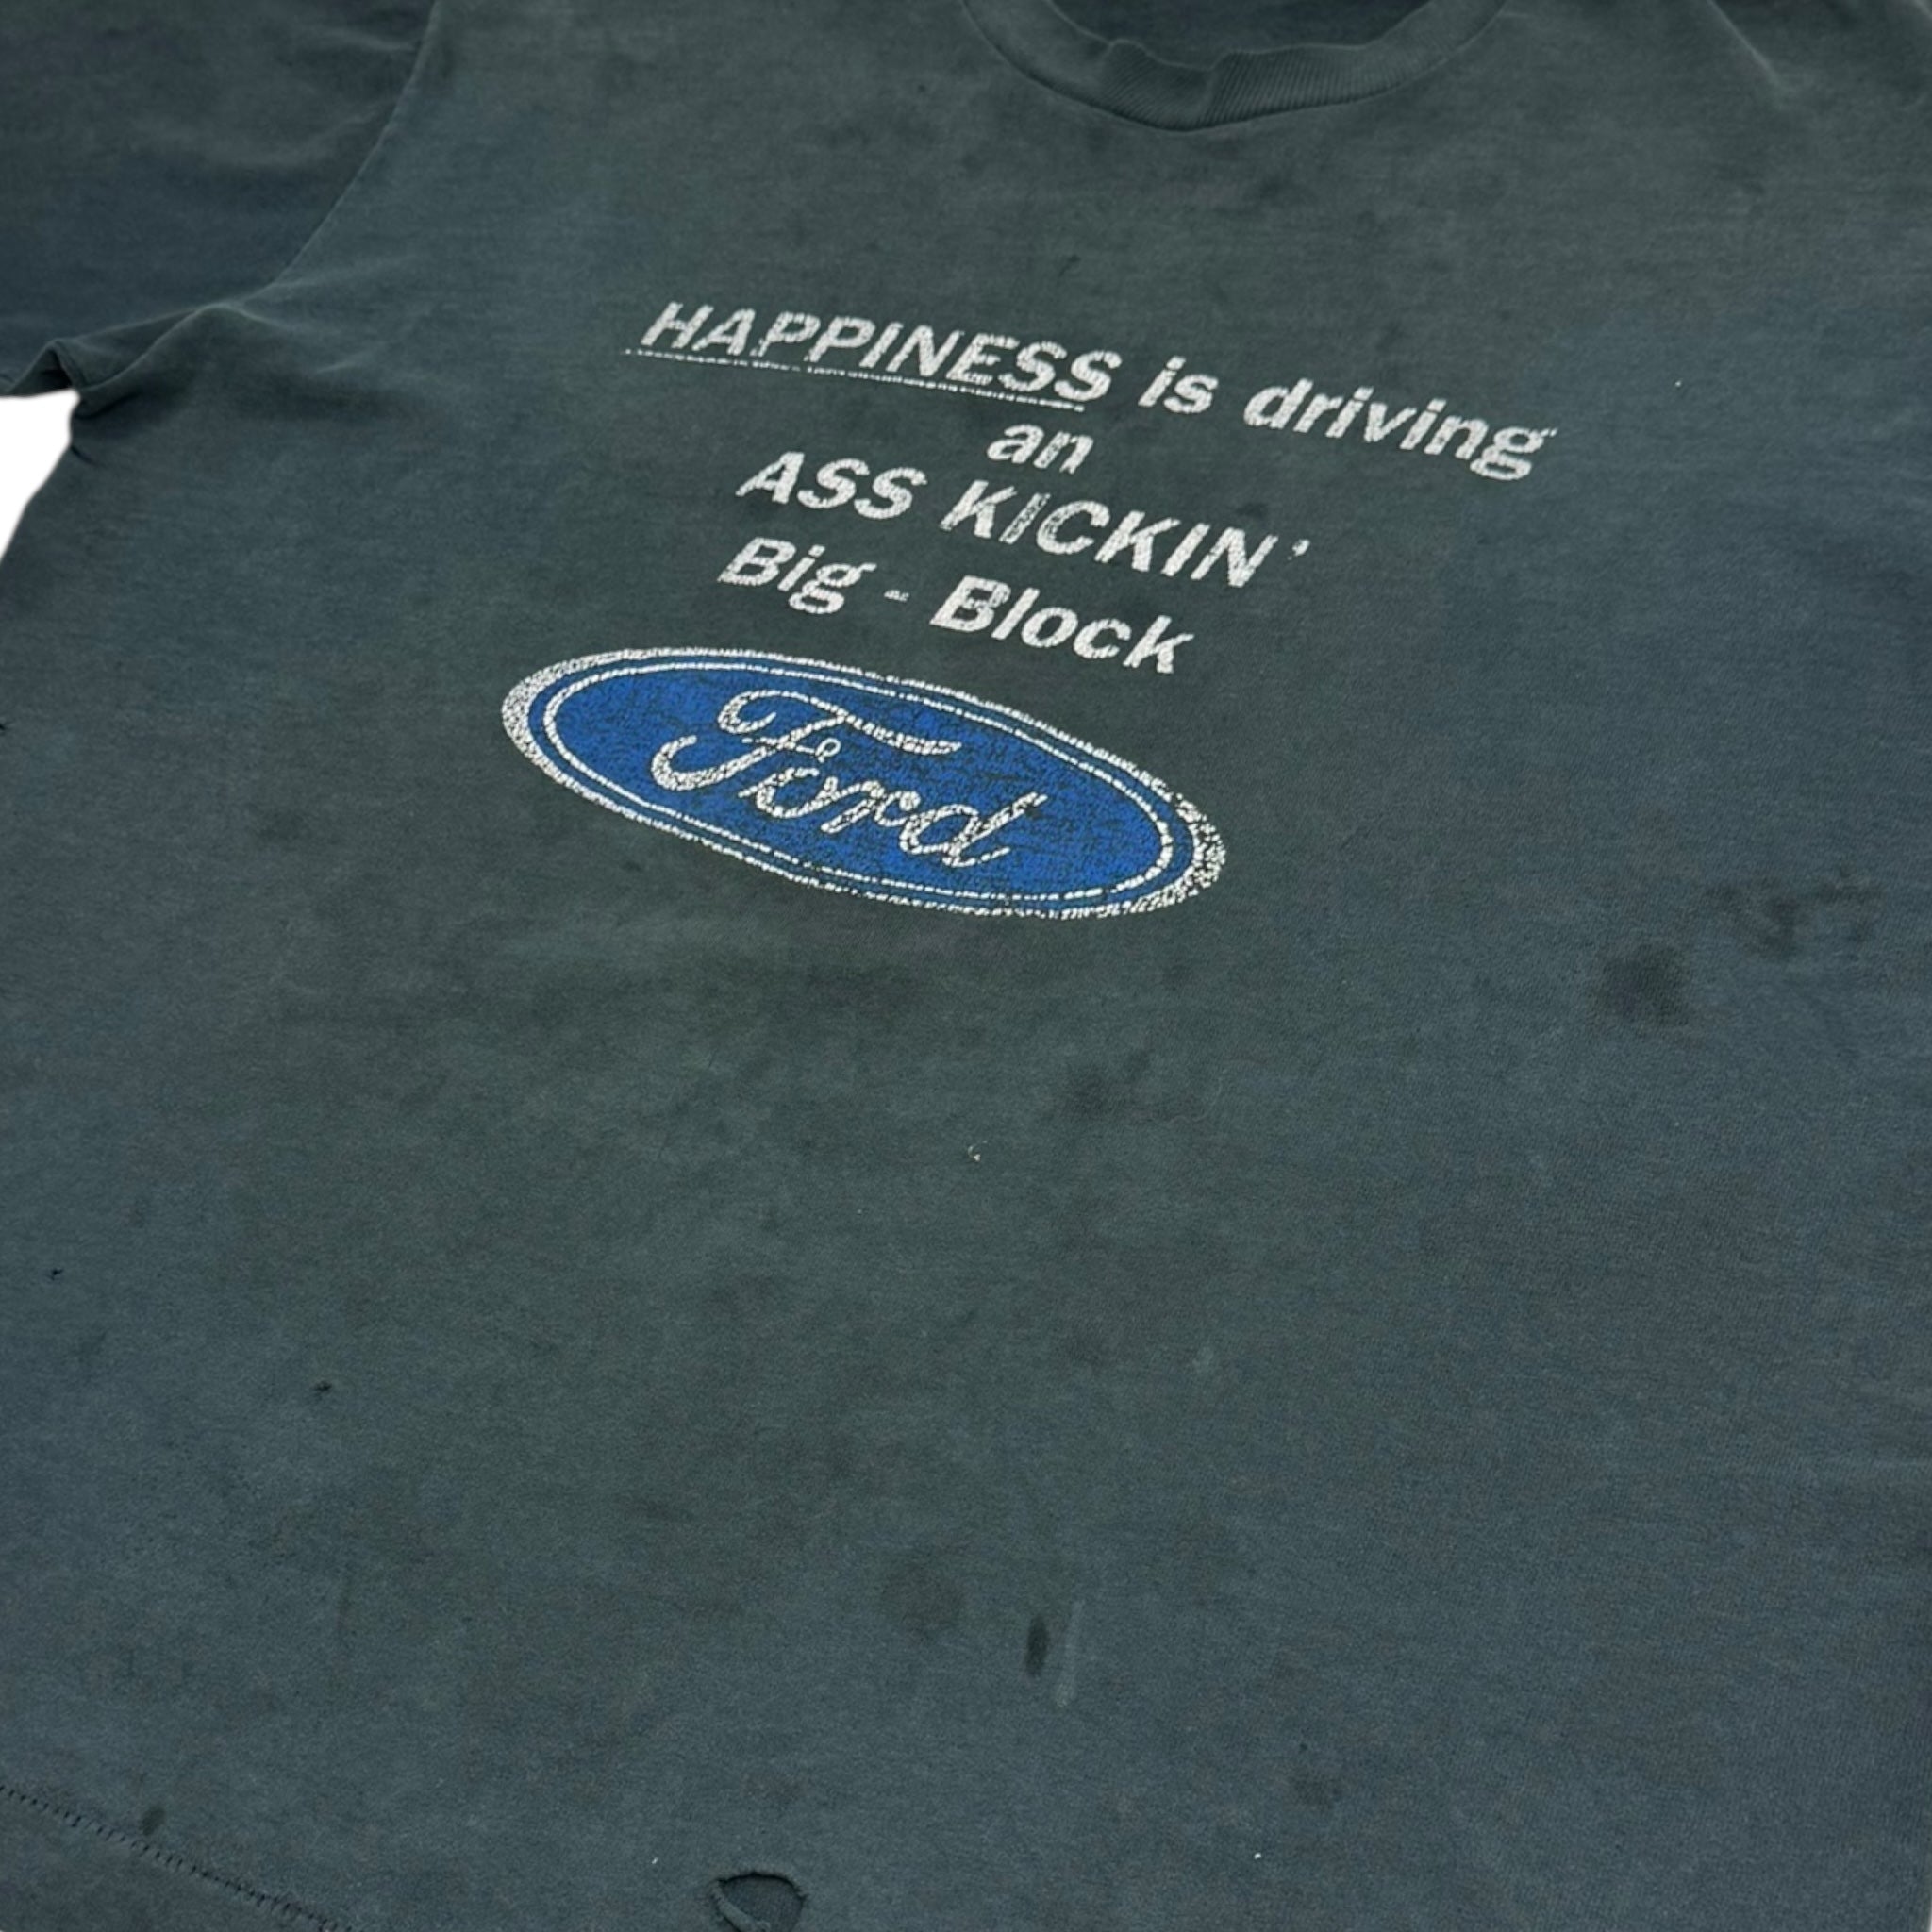 HAPPINESS is driving
an
ASS KICKIN'
Big - Block
Ford